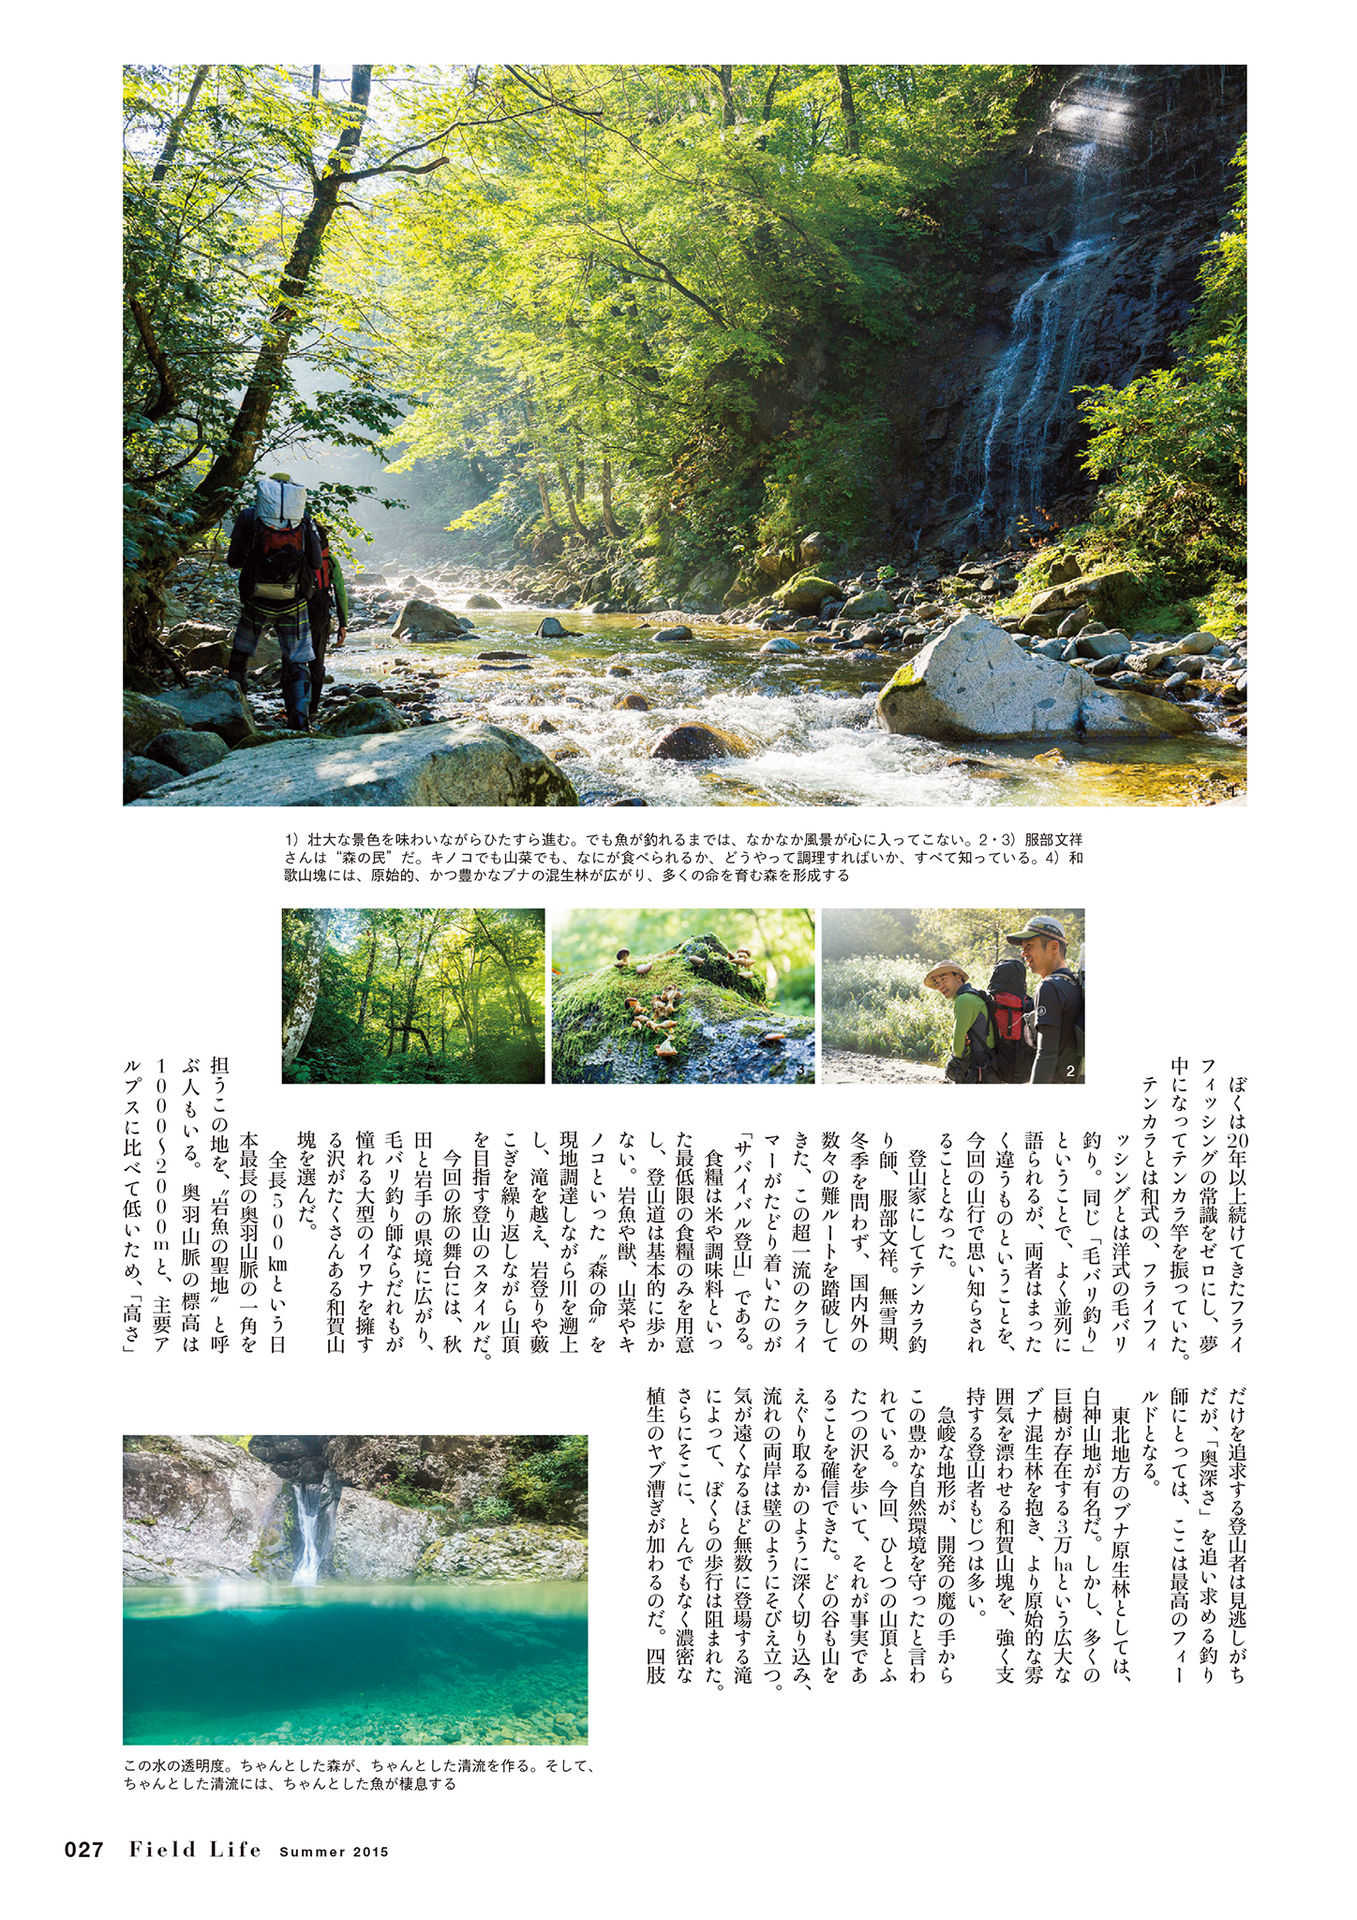 1
1）壮大な景色を味わいながらひたすら進む。でも魚が釣れるまでは、なかなか風景が心に入ってこない。2・3）服部文祥
さんは“森の民”だ。キノコでも山菜でも、なにが食べられるか、どうやって調理すればいか、すべて知っている。4）和
歌山塊には、原始的、かつ豊かなブナの混生林が広がり、多くの命を育む森を形成する
3
2
ぼくは20年以上続けてきたフライ
フィッシングの常識をゼロにし、夢
中になってテンカラ竿を振っていた。
テンカラとは和式の、フライフィ
ッシングとは洋式の毛バリ
釣り。同じ「毛バリ釣り」
ということで、よく並列に
語られるが、両者はまった
く違うものということを、
今回の山行で思い知らされ
ることとなった。
登山家にしてテンカラ釣
り師、服部文祥。無雪期、
冬季を問わず、国内外の
数々の難ルートを踏破して
きた、この超一流のクライ
マーがたどり着いたのが
「サバイバル登山」である。
食糧は米や調味料といっ
た最低限の食糧のみを用意
し、登山道は基本的に歩か
ない。岩魚や獣、山菜やキ
ノコといった〝森の命〟を
現地調達しながら川を遡上
し、滝を越え、岩登りや藪
こぎを繰り返しながら山頂
を目指す登山のスタイルだ。
今回の旅の舞台には、秋
田と岩手の県境に広がり、
毛バリ釣り師ならだれもが
憧れる大型のイワナを擁す
る沢がたくさんある和賀山
塊を選んだ。
全長500㎞という日
本最長の奥羽山脈の一角を
担うこの地を、〝岩魚の聖地〟と呼
ぶ人もいる。奥羽山脈の標高は
1000〜2000mと、主要ア
ルプスに比べて低いため、「高さ」
だけを追求する登山者は見逃しがち
だが、「奥深さ」を追い求める釣り
師にとっては、ここは最高のフィー
ルドとなる。
東北地方のブナ原生林としては、
白神山地が有名だ。しかし、多くの
巨樹が存在する3万haという広大な
ブナ混生林を抱き、より原始的な雰
囲気を漂わせる和賀山塊を、強く支
持する登山者もじつは多い。
急峻な地形が、開発の魔の手から
この豊かな自然環境を守ったと言わ
れている。今回、ひとつの山頂とふ
たつの沢を歩いて、それが事実であ
ることを確信できた。どの谷も山を
えぐり取るかのように深く切り込み、
流れの両岸は壁のようにそびえ立つ。
気が遠くなるほど無数に登場する滝
によって、ぼくらの歩行は阻まれた。
さらにそこに、とんでもなく濃密な
植生のヤブ漕ぎが加わるのだ。四肢
この水の透明度。ちゃんとした森が、ちゃんとした清流を作る。そして、
ちゃんとした清流には、ちゃんとした魚が棲息する
027 Field Life Summer 2015